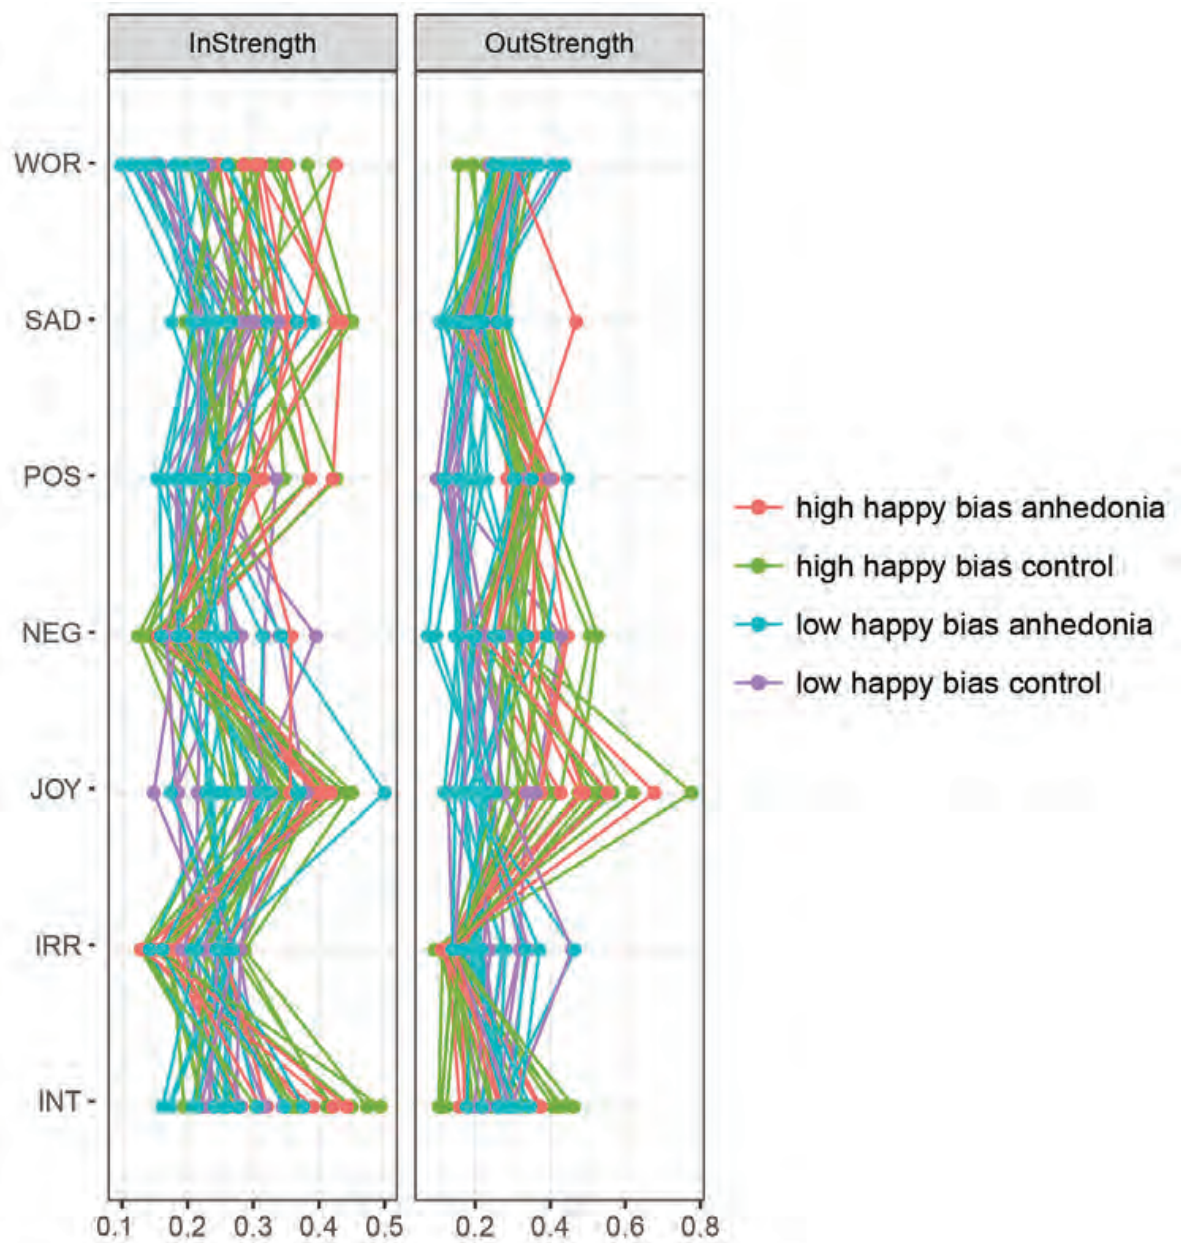 InStrength OutStrength
WOR
SAD
POS
NEG
JOY
IRR
INT
high happy bias anhedonia
high happy bias control
low happy bias anhedonia
low happy bias control
0.1 0.2 0.3 0.4 0.5 0.2 0.4 0.6 0.8